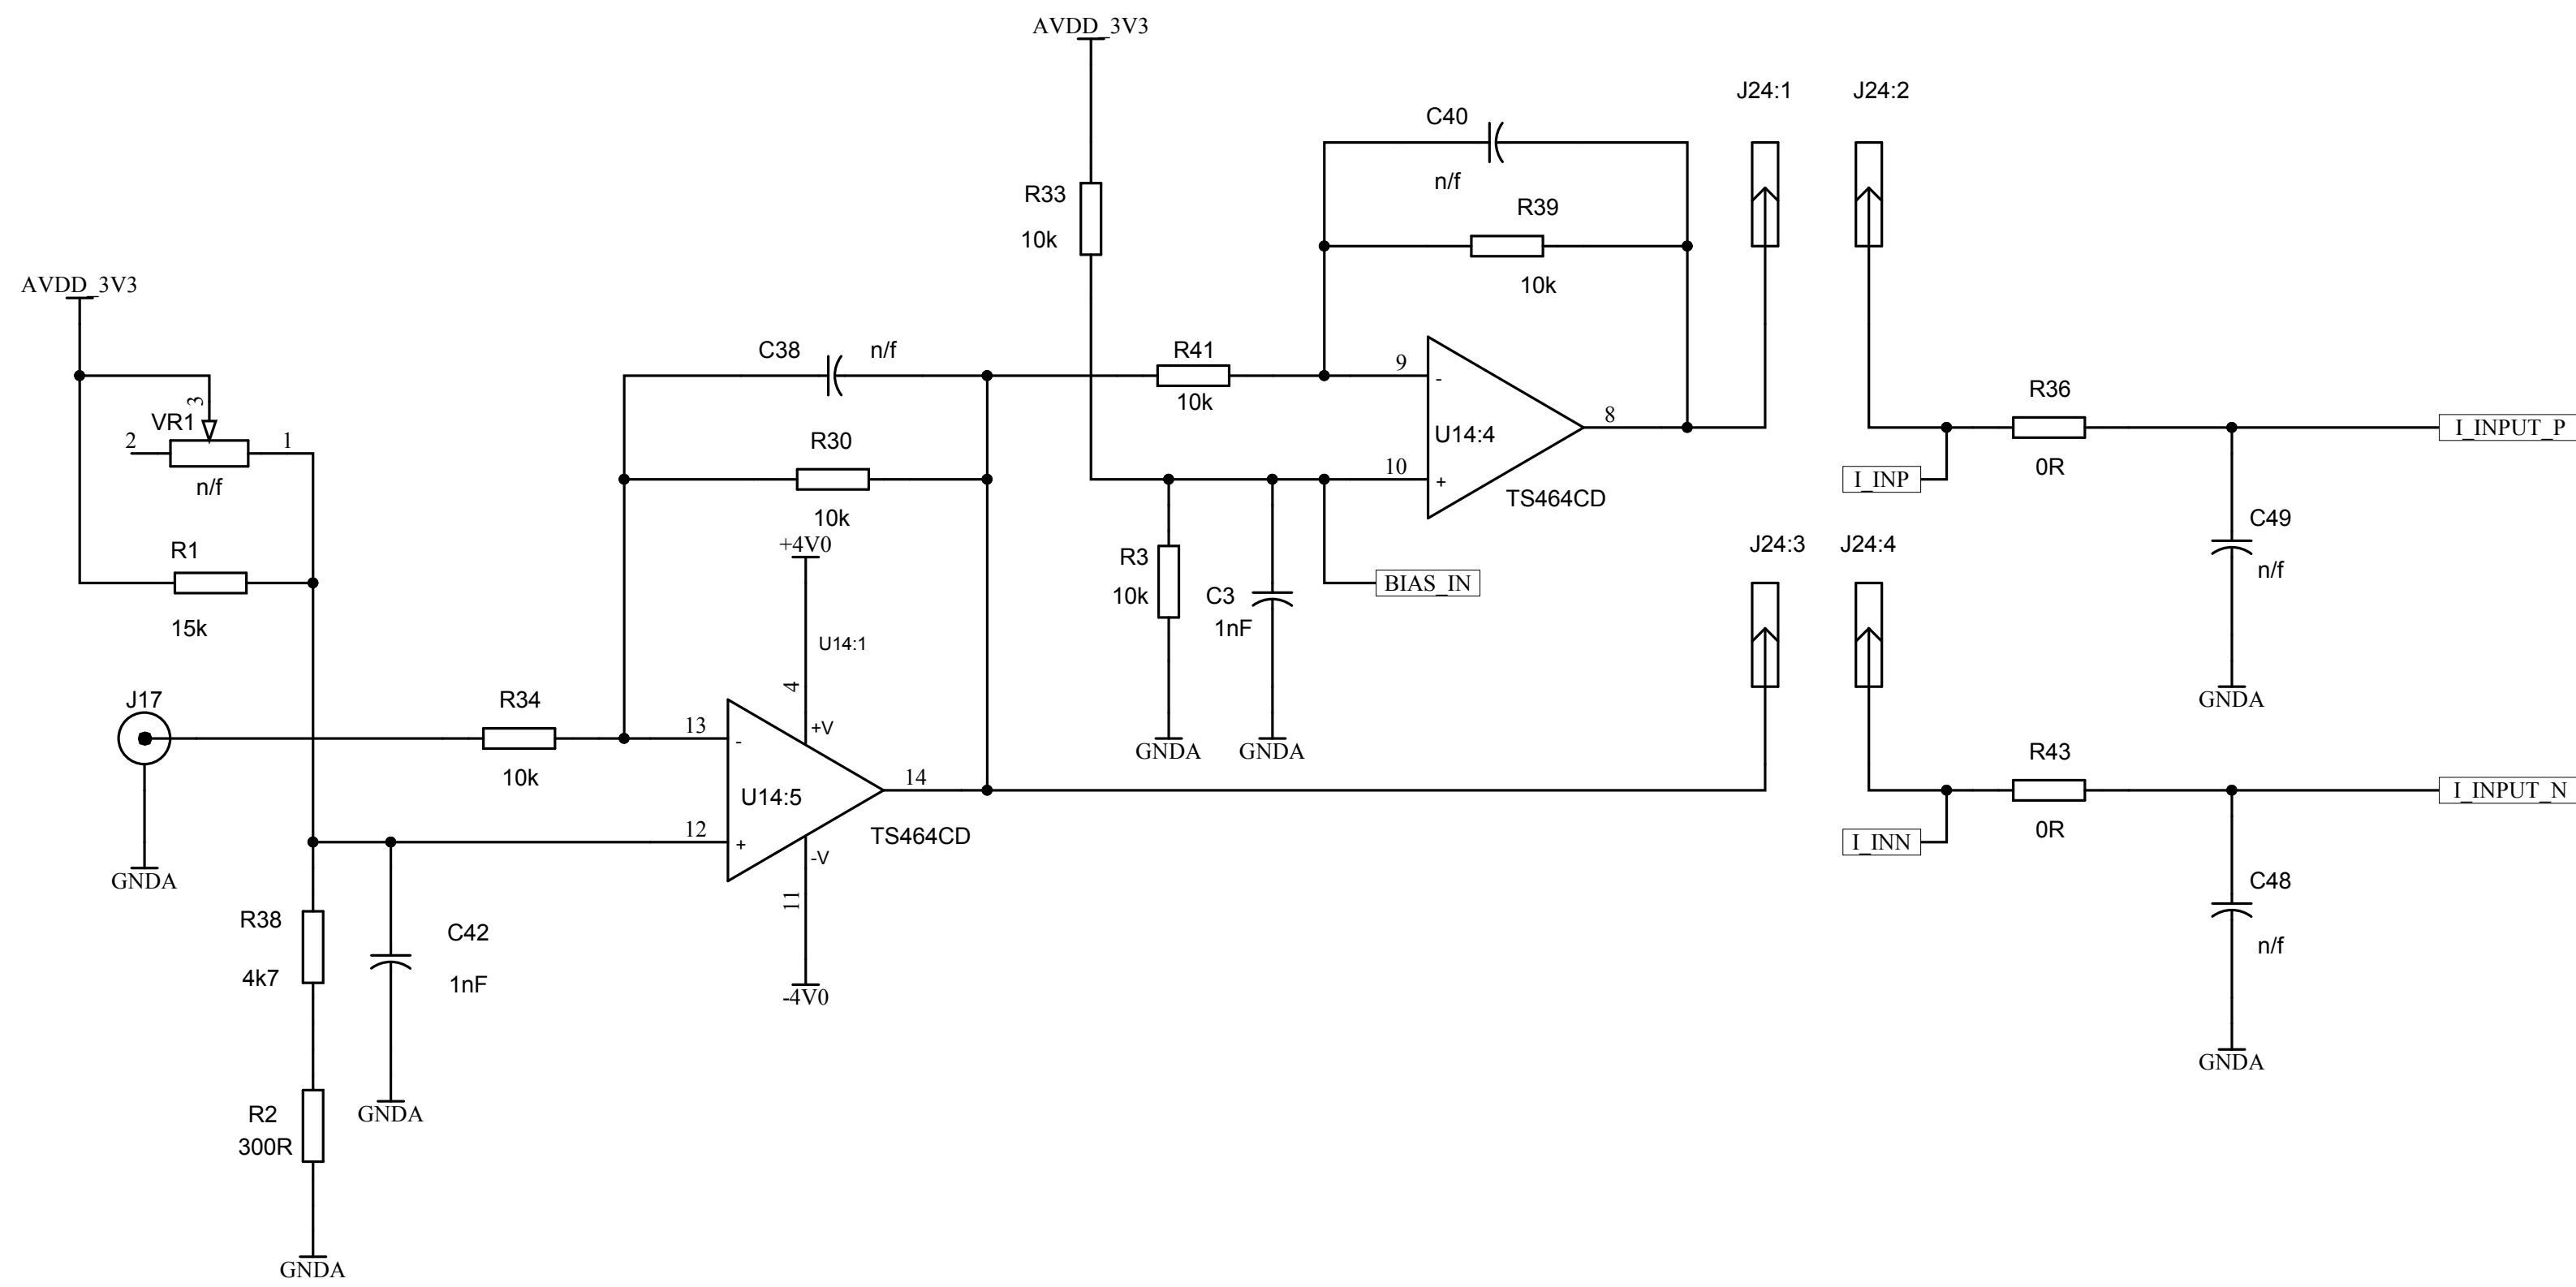 AVDD_3V3
J24:1
J24:2
C40
n/f
R33
10k
R39
10k
AVDD_3V3
C38
n/f
R41
10k
9
-
U14:4
8
10
+
TS464CD
R36
0R
I_INPUT_P
I_INP
3
VR1
2
1
n/f
R30
10k
+4V0
C49
n/f
GNDA
R1
15k
R3
10k
C3
1nF
BIAS_IN
GNDA
GNDA
J24:3
J24:4
U14:1
4
+V
J17
GNDA
R34
10k
13
-
U14:5
14
12
+
-V
11
TS464CD
-4V0
R43
0R
I_INPUT_N
I_INN
C48
n/f
GNDA
R38
4k7
C42
1nF
GNDA
R2
300R
GNDA